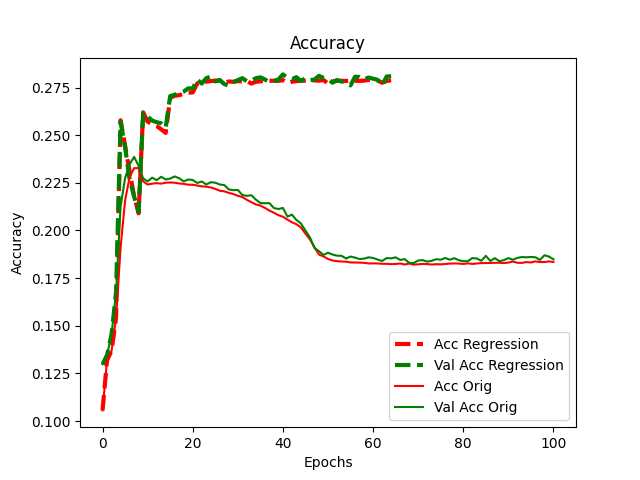 Accuracy
0.275
0.250
0.225
0.200
0.175
0.150
0.125
0.100
Accuracy
0
20
40
60
80
100
Epochs
Acc Regression
Val Acc Regression
Acc Orig
Val Acc Orig